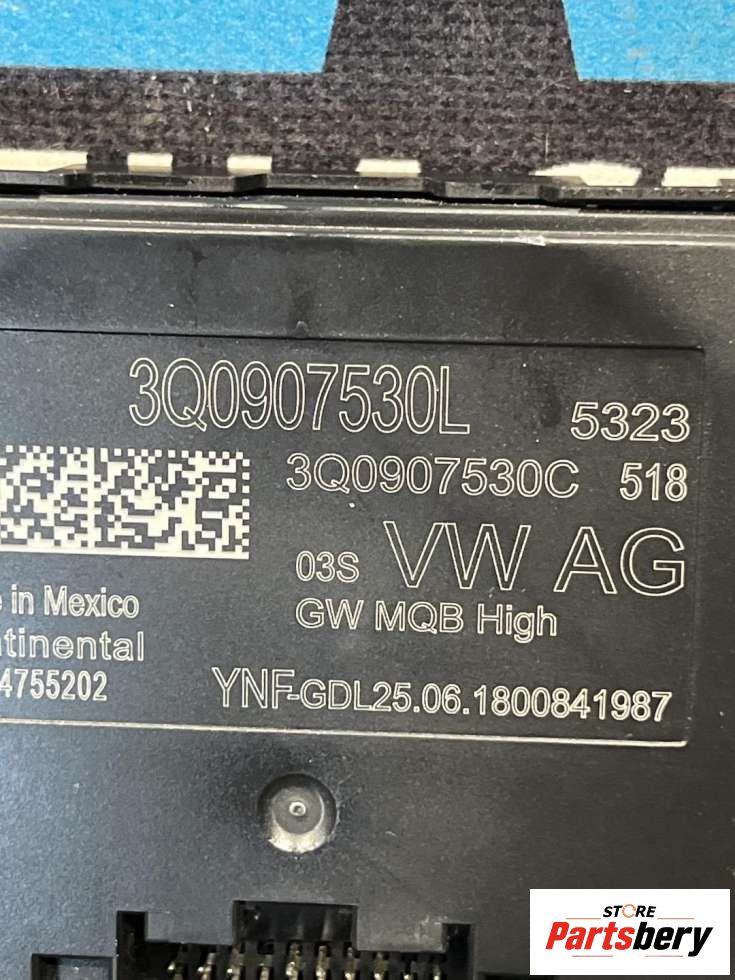 3Q0907530L 5323
3Q0907530C 518
03S VW AG
in Mexico GW MQB High
4755202 YNF-GDL25.06.1800841987
STORE
Partsbery